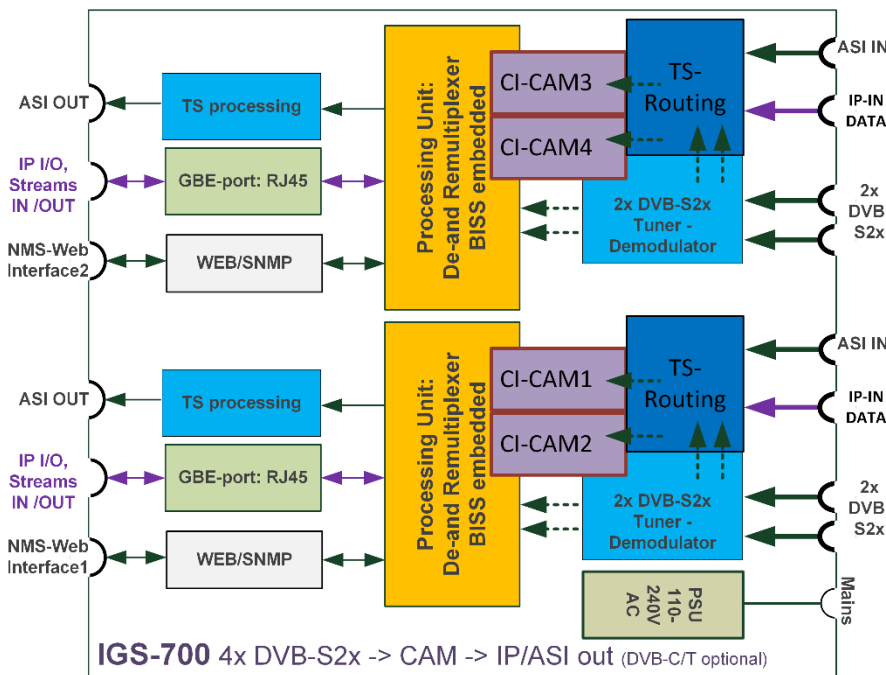 ASI OUT
TS processing
Processing Unit:
De-and Remultiplexer
BISS embedded
CI-CAM3
CI-CAM4
TS-
Routing
ASI IN
IP-IN
DATA
IP I/O,
Streams
IN /OUT
GBE-port: RJ45
2x DVB-S2x
Tuner -
Demodulator
2x
DVB
S2x
NMS-Web
Interface2
WEB/SNMP
ASI OUT
TS processing
Processing Unit:
De-and Remultiplexer
BISS embedded
CI-CAM1
CI-CAM2
TS-
Routing
ASI IN
IP-IN
DATA
IP I/O,
Streams
IN /OUT
GBE-port: RJ45
2x DVB-S2x
Tuner -
Demodulator
2x
DVB
S2x
NMS-Web
Interface1
WEB/SNMP
PSU
110-
240V
AC
Mains
IGS-700 4x DVB-S2x -> CAM -> IP/ASI out (DVB-C/T optional)